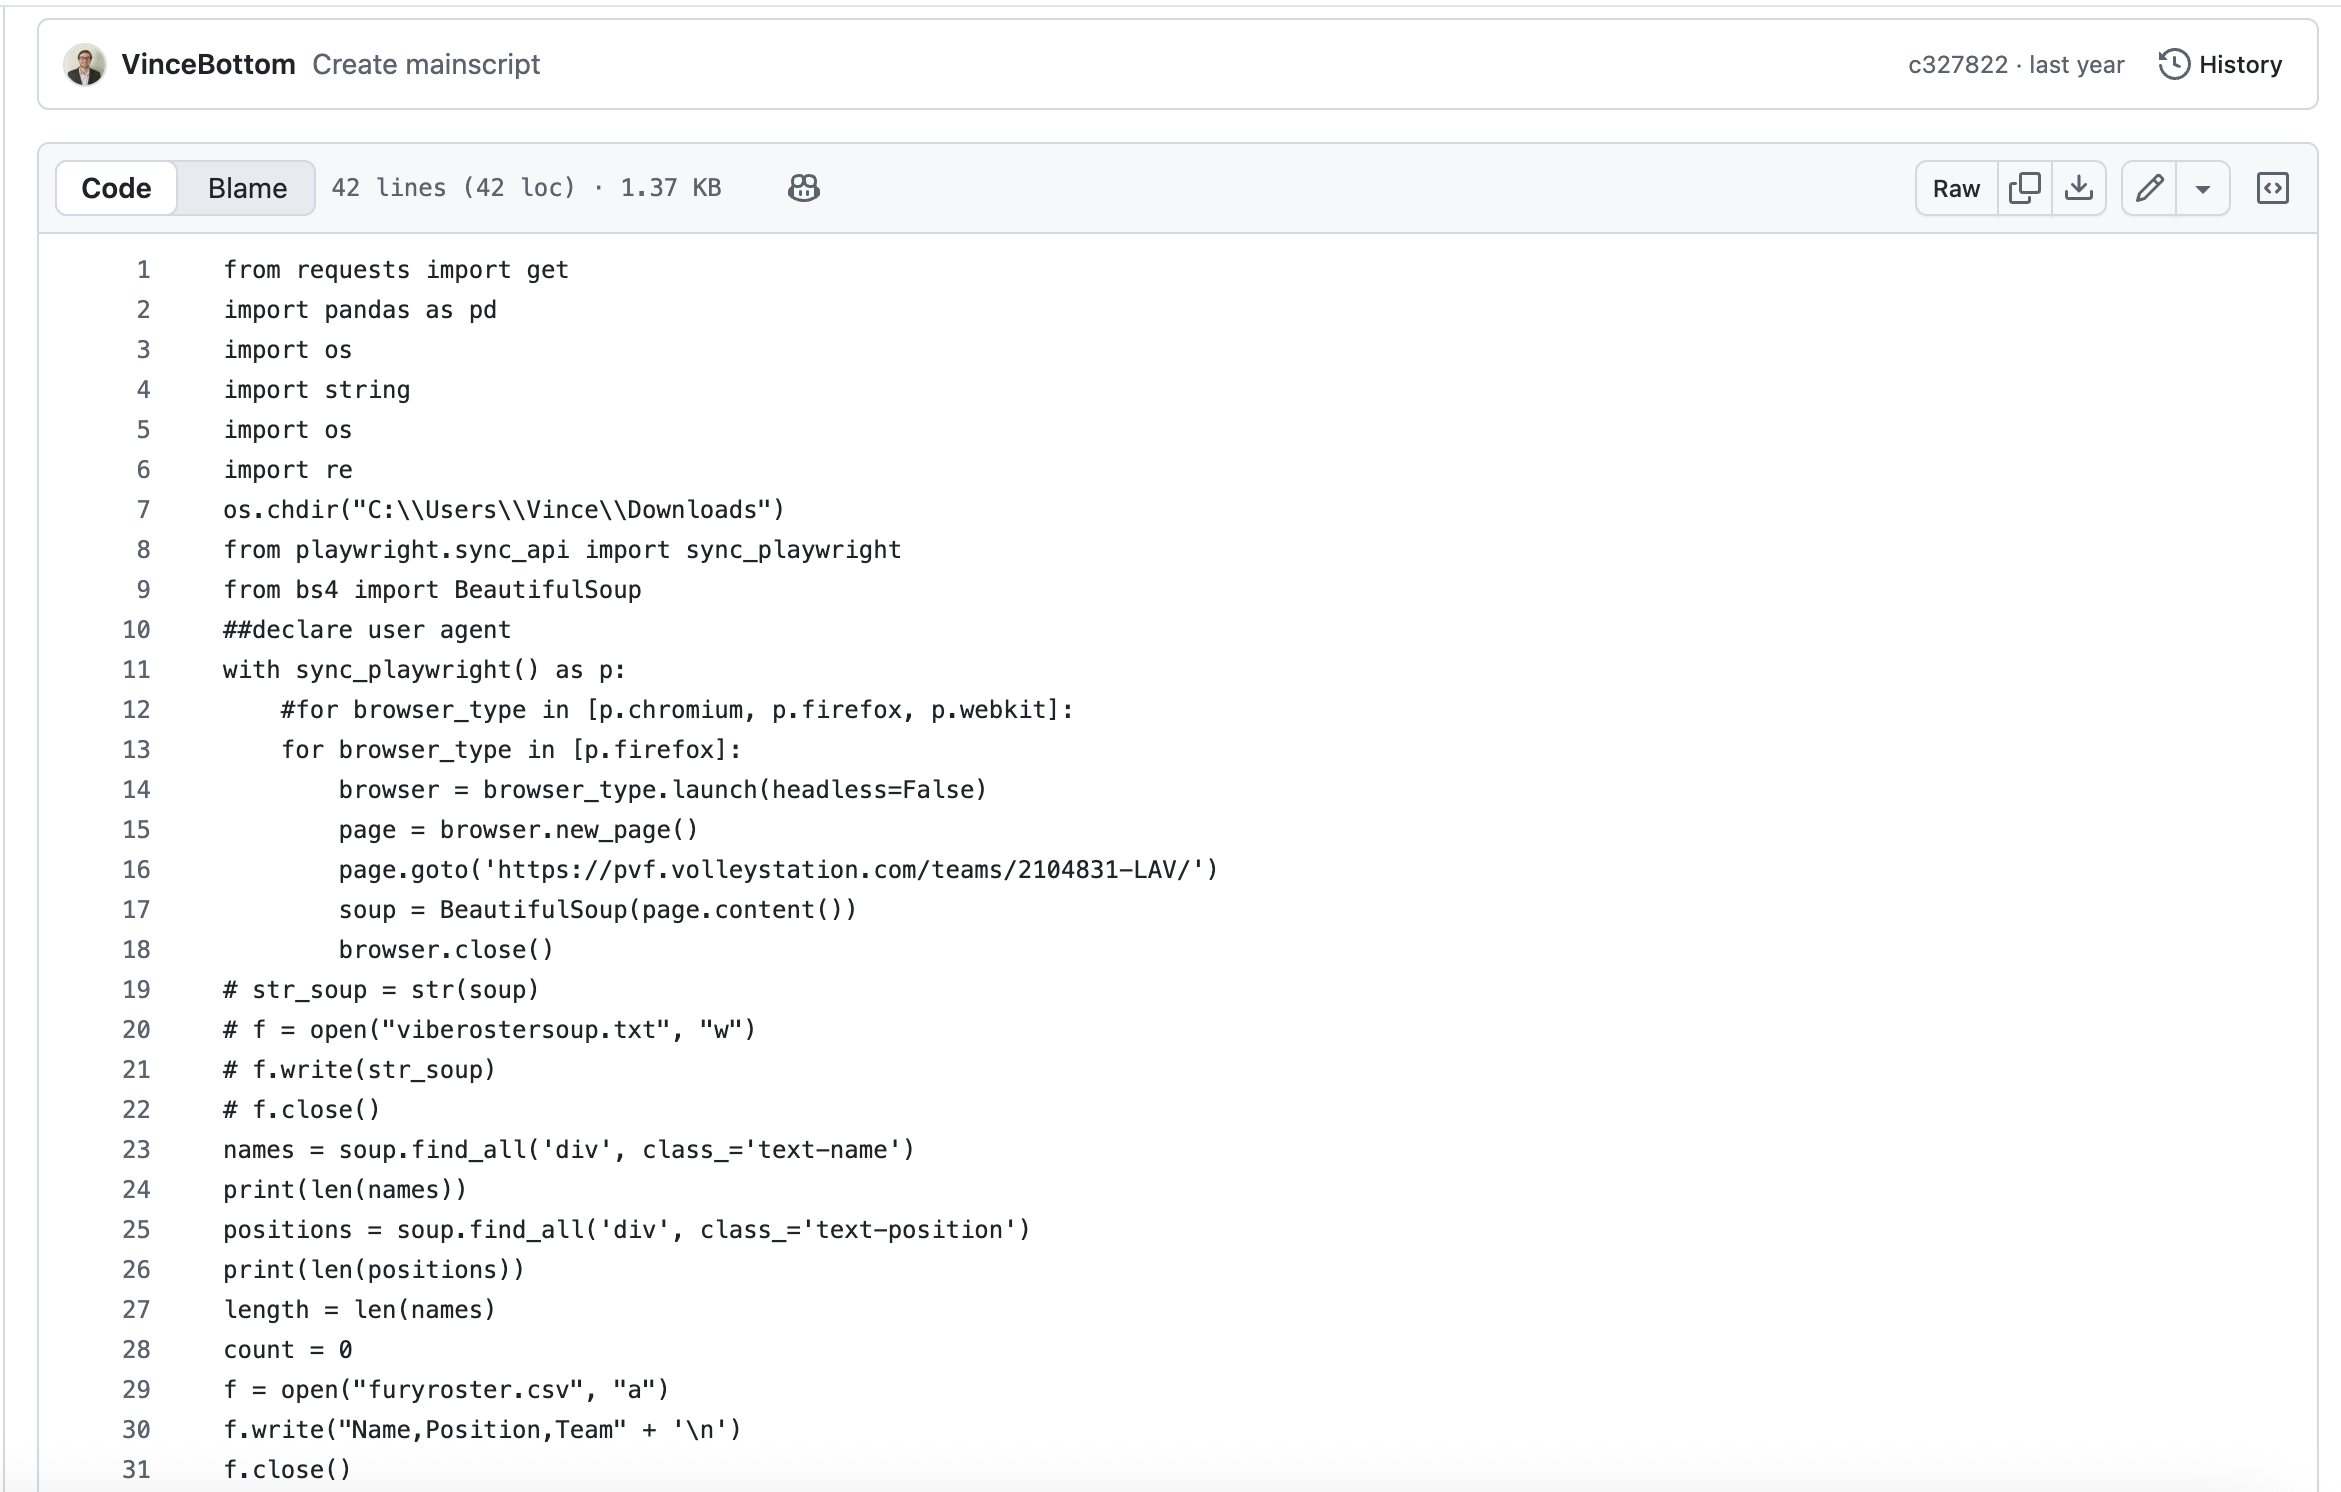 VinceBottom Create mainscript c327822 · last year History
Code Blame 42 lines (42 loc) · 1.37 KB Raw
1 from requests import get
2 import pandas as pd
3 import os
4 import string
5 import os
6 import re
7 os.chdir("C:\\Users\\Vince\\Downloads")
8 from playwright.sync_api import sync_playwright
9 from bs4 import BeautifulSoup
10 ##declare user agent
11 with sync_playwright() as p:
12     #for browser_type in [p.chromium, p.firefox, p.webkit]:
13     for browser_type in [p.firefox]:
14         browser = browser_type.launch(headless=False)
15         page = browser.new_page()
16         page.goto('https://pvf.volleystation.com/teams/2104831-LAV/')
17         soup = BeautifulSoup(page.content())
18         browser.close()
19 # str_soup = str(soup)
20 # f = open("viberostersoup.txt", "w")
21 # f.write(str_soup)
22 # f.close()
23 names = soup.find_all('div', class_='text-name')
24 print(len(names))
25 positions = soup.find_all('div', class_='text-position')
26 print(len(positions))
27 length = len(names)
28 count = 0
29 f = open("furyroster.csv", "a")
30 f.write("Name,Position,Team" + '\n')
31 f.close()